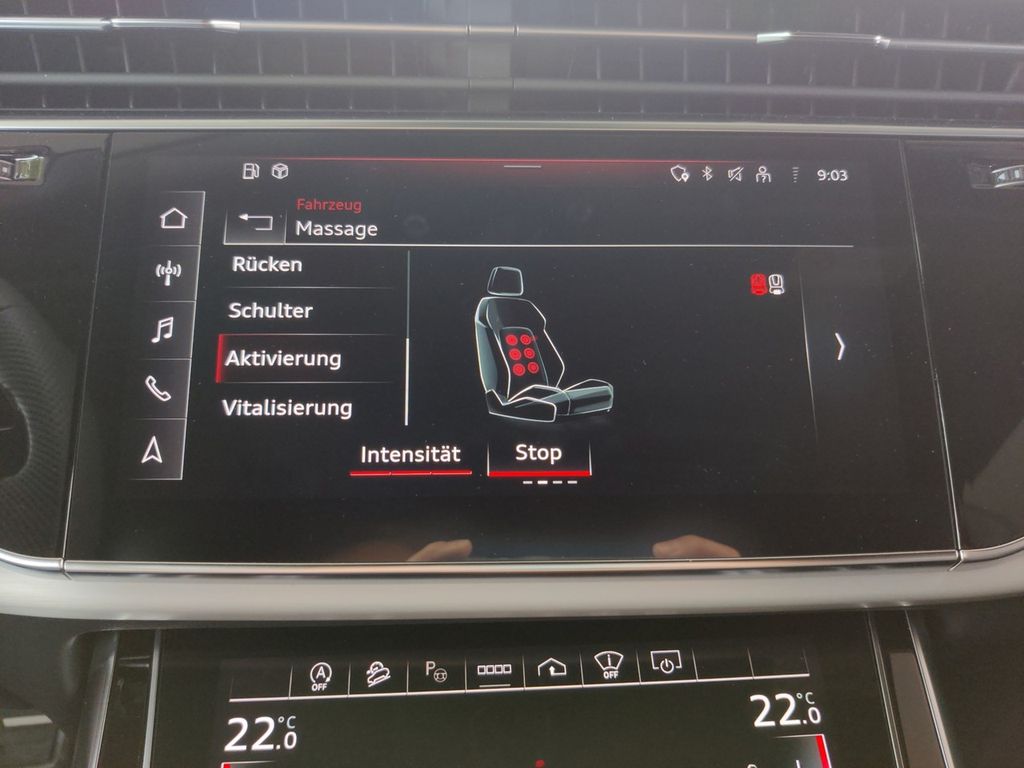 9:03
Fahrzeug
Massage
Rücken
Schulter
Aktivierung
Vitalisierung
Intensität
Stop
A
OFF
P
OFF
22.0 °C
22.0 °C